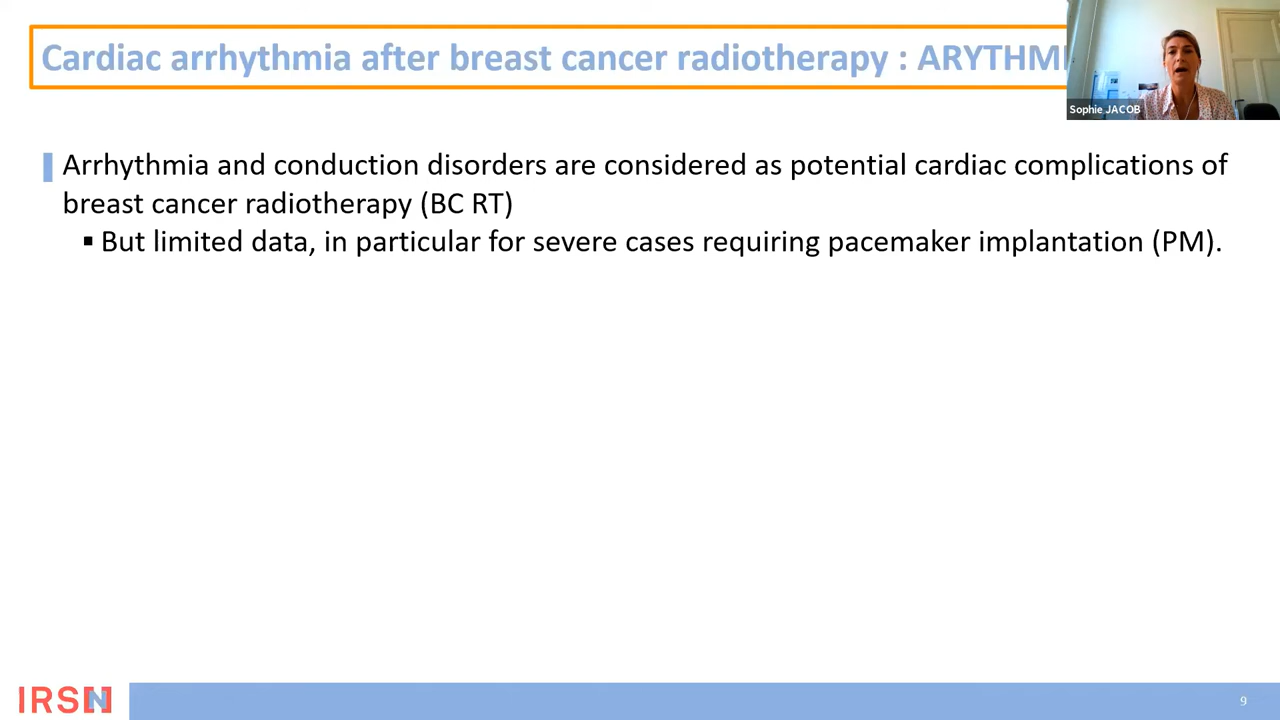 Cardiac arrhythmia after breast cancer radiotherapy :
Sophie JACOB
Arrhythmia and conduction disorders are considered as potential cardiac complications of
breast cancer radiotherapy (BC RT)
▪ But limited data, in particular for severe cases requiring pacemaker implantation (PM).
IRSN
9